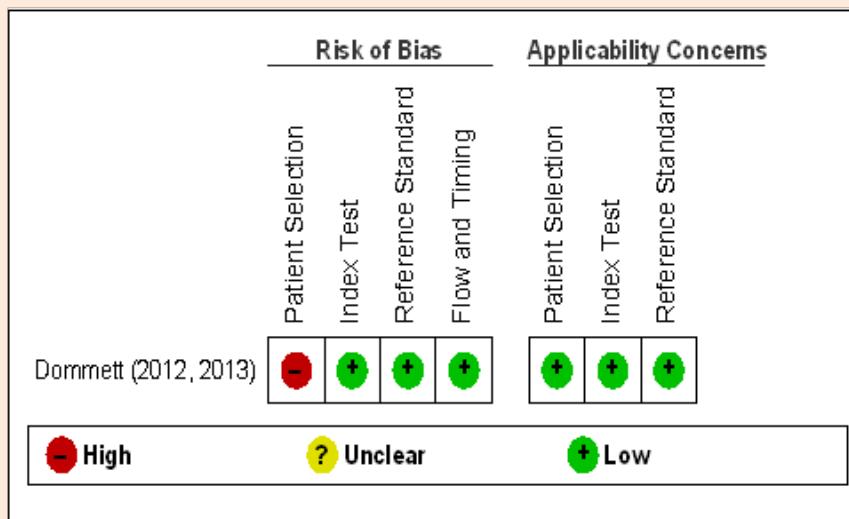 Risk of Bias
Applicability Concerns
Patient Selection
Index Test
Reference Standard
Flow and Timing
Patient Selection
Index Test
Reference Standard
Dommett (2012, 2013)
– + + + + + +
– High
? Unclear
+ Low